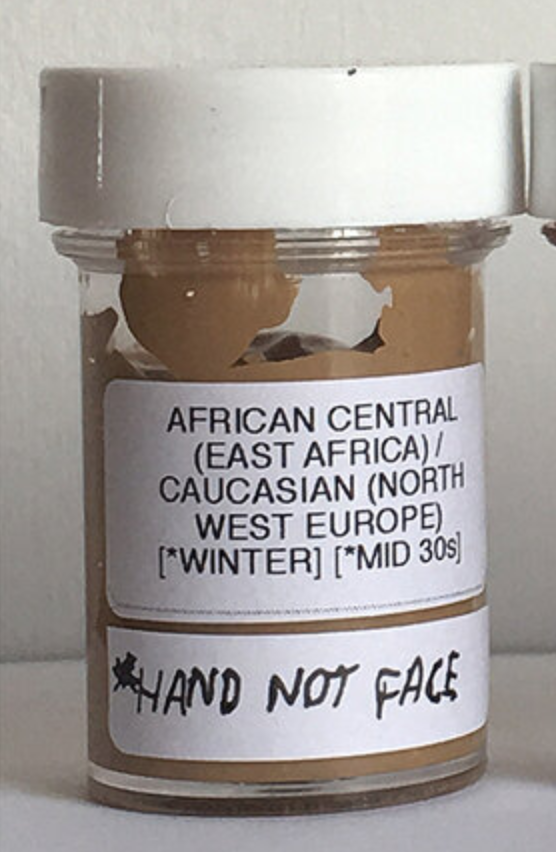 AFRICAN CENTRAL
(EAST AFRICA) /
CAUCASIAN (NORTH
WEST EUROPE)
[*WINTER] [*MID 30s]
*HAND NOT FACE